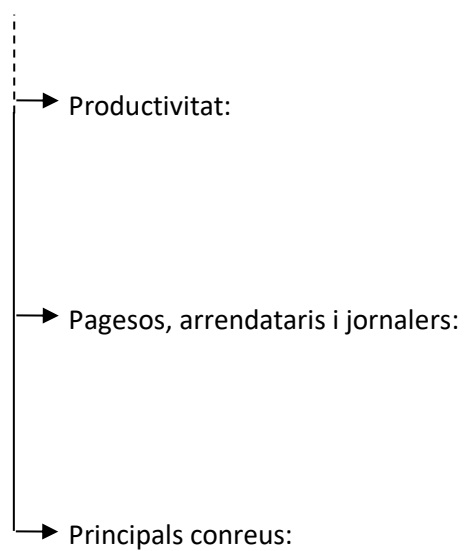 Productivitat:
Pagesos, arrendataris i jornalers:
Principals conreus: